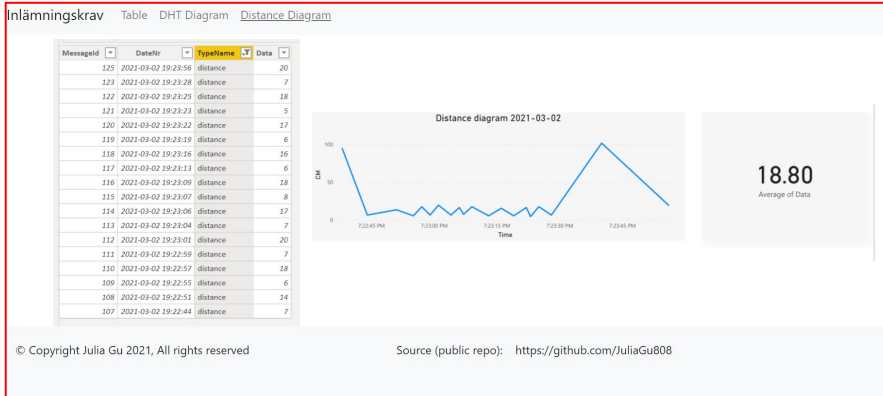 Inlämningskrav Table DHT Diagram Distance Diagram
MessageId DateNr TypeName Data
125 2021-03-02 19:23:56 distance 20
123 2021-03-02 19:23:28 distance 7
122 2021-03-02 19:23:25 distance 18
121 2021-03-02 19:23:23 distance 5
120 2021-03-02 19:23:22 distance 17
119 2021-03-02 19:23:19 distance 6
118 2021-03-02 19:23:16 distance 16
117 2021-03-02 19:23:13 distance 6
116 2021-03-02 19:23:09 distance 18
115 2021-03-02 19:23:07 distance 8
114 2021-03-02 19:23:06 distance 17
113 2021-03-02 19:23:04 distance 7
112 2021-03-02 19:23:01 distance 20
111 2021-03-02 19:22:59 distance 7
110 2021-03-02 19:22:57 distance 18
109 2021-03-02 19:22:55 distance 6
108 2021-03-02 19:22:51 distance 14
107 2021-03-02 19:22:44 distance 7
Distance diagram 2021-03-02
100
CM
50
0
7:22:45 PM 7:23:00 PM 7:23:15 PM 7:23:30 PM 7:23:45 PM
Time
18.80
Average of Data
© Copyright Julia Gu 2021, All rights reserved Source (public repo): https://github.com/JuliaGu808